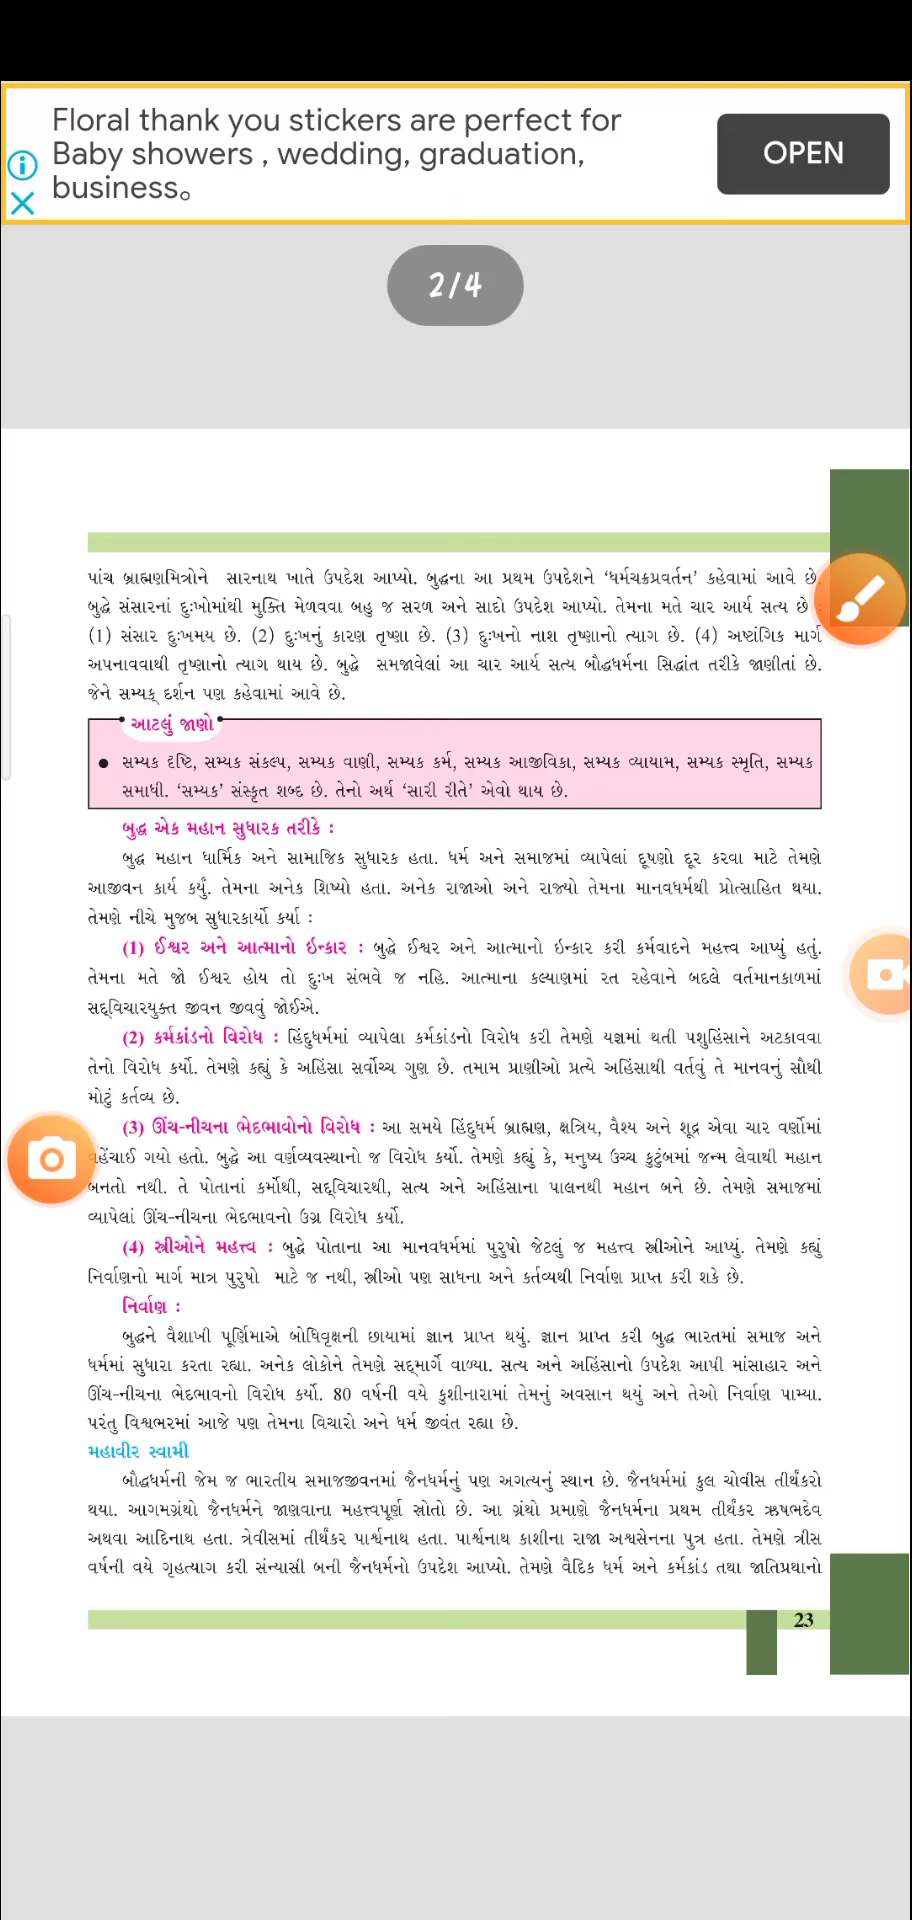 Floral thank you stickers are perfect for
Baby showers , wedding, graduation,
business。
OPEN
2/4
પાંચ બ્રાહ્મણમિત્રોને સારનાથ ખાતે ઉપદેશ આપ્યો. બુદ્ધના આ પ્રથમ ઉપદેશને ‘ધર્મચક્રપ્રવર્તન’ કહેવામાં આવે છે.
બુદ્ધે સંસારનાં દુઃખોમાંથી મુક્તિ મેળવવા બહુ જ સરળ અને સાદો ઉપદેશ આપ્યો. તેમના મતે ચાર આર્ય સત્ય છે :
(1) સંસાર દુઃખમય છે. (2) દુઃખનું કારણ તૃષ્ણા છે. (3) દુઃખનો નાશ તૃષ્ણાનો ત્યાગ છે. (4) અષ્ટાંગિક માર્ગ
અપનાવવાથી તૃષ્ણાનો ત્યાગ થાય છે. બુદ્ધે સમજાવેલાં આ ચાર આર્ય સત્ય બૌદ્ધધર્મના સિદ્ધાંત તરીકે જાણીતાં છે.
જેને સમ્યક્ દર્શન પણ કહેવામાં આવે છે.
આટલું જાણો
● સમ્યક દૃષ્ટિ, સમ્યક સંકલ્પ, સમ્યક વાણી, સમ્યક કર્મ, સમ્યક આજીવિકા, સમ્યક વ્યાયામ, સમ્યક સ્મૃતિ, સમ્યક
સમાધી. ‘સમ્યક’ સંસ્કૃત શબ્દ છે. તેનો અર્થ ‘સારી રીતે’ એવો થાય છે.
બુદ્ધ એક મહાન સુધારક તરીકે :
બુદ્ધ મહાન ધાર્મિક અને સામાજિક સુધારક હતા. ધર્મ અને સમાજમાં વ્યાપેલાં દૂષણો દૂર કરવા માટે તેમણે
આજીવન કાર્ય કર્યું. તેમના અનેક શિષ્યો હતા. અનેક રાજાઓ અને રાજ્યો તેમના માનવધર્મથી પ્રોત્સાહિત થયા.
તેમણે નીચે મુજબ સુધારકાર્યો કર્યા :
(1) ઈશ્વર અને આત્માનો ઇન્કાર : બુદ્ધે ઈશ્વર અને આત્માનો ઇન્કાર કરી કર્મવાદને મહત્ત્વ આપ્યું હતું.
તેમના મતે જો ઈશ્વર હોય તો દુઃખ સંભવે જ નહિ. આત્માના કલ્યાણમાં રત રહેવાને બદલે વર્તમાનકાળમાં
સદ્‌વિચારયુક્ત જીવન જીવવું જોઈએ.
(2) કર્મકાંડનો વિરોધ : હિંદુધર્મમાં વ્યાપેલા કર્મકાંડનો વિરોધ કરી તેમણે યજ્ઞમાં થતી પશુહિંસાને અટકાવવા
તેનો વિરોધ કર્યો. તેમણે કહ્યું કે અહિંસા સર્વોચ્ચ ગુણ છે. તમામ પ્રાણીઓ પ્રત્યે અહિંસાથી વર્તવું તે માનવનું સૌથી
મોટું કર્તવ્ય છે.
(3) ઊંચ-નીચના ભેદભાવોનો વિરોધ : આ સમયે હિંદુધર્મ બ્રાહ્મણ, ક્ષત્રિય, વૈશ્ય અને શૂદ્ર એવા ચાર વર્ણોમાં
વહેંચાઈ ગયો હતો. બુદ્ધે આ વર્ણવ્યવસ્થાનો જ વિરોધ કર્યો. તેમણે કહ્યું કે, મનુષ્ય ઉચ્ચ કુટુંબમાં જન્મ લેવાથી મહાન
બનતો નથી. તે પોતાનાં કર્મોથી, સદ્‌વિચારથી, સત્ય અને અહિંસાના પાલનથી મહાન બને છે. તેમણે સમાજમાં
વ્યાપેલાં ઊંચ-નીચના ભેદભાવનો ઉગ્ર વિરોધ કર્યો.
(4) સ્ત્રીઓને મહત્ત્વ : બુદ્ધે પોતાના આ માનવધર્મમાં પુરુષો જેટલું જ મહત્ત્વ સ્ત્રીઓને આપ્યું. તેમણે કહ્યું
નિર્વાણનો માર્ગ માત્ર પુરુષો માટે જ નથી, સ્ત્રીઓ પણ સાધના અને કર્તવ્યથી નિર્વાણ પ્રાપ્ત કરી શકે છે.
નિર્વાણ :
બુદ્ધને વૈશાખી પૂર્ણિમાએ બોધિવૃક્ષની છાયામાં જ્ઞાન પ્રાપ્ત થયું. જ્ઞાન પ્રાપ્ત કરી બુદ્ધ ભારતમાં સમાજ અને
ધર્મમાં સુધારા કરતા રહ્યા. અનેક લોકોને તેમણે સદ્‌માર્ગે વાળ્યા. સત્ય અને અહિંસાનો ઉપદેશ આપી માંસાહાર અને
ઊંચ-નીચના ભેદભાવનો વિરોધ કર્યો. 80 વર્ષની વયે કુશીનારામાં તેમનું અવસાન થયું અને તેઓ નિર્વાણ પામ્યા.
પરંતુ વિશ્વભરમાં આજે પણ તેમના વિચારો અને ધર્મ જીવંત રહ્યા છે.
મહાવીર સ્વામી
બૌદ્ધધર્મની જેમ જ ભારતીય સમાજજીવનમાં જૈનધર્મનું પણ અગત્યનું સ્થાન છે. જૈનધર્મમાં કુલ ચોવીસ તીર્થંકરો
થયા. આગમગ્રંથો જૈનધર્મને જાણવાના મહત્ત્વપૂર્ણ સ્રોતો છે. આ ગ્રંથો પ્રમાણે જૈનધર્મના પ્રથમ તીર્થંકર ઋષભદેવ
અથવા આદિનાથ હતા. ત્રેવીસમાં તીર્થંકર પાર્શ્વનાથ હતા. પાર્શ્વનાથ કાશીના રાજા અશ્વસેનના પુત્ર હતા. તેમણે ત્રીસ
વર્ષની વયે ગૃહત્યાગ કરી સંન્યાસી બની જૈનધર્મનો ઉપદેશ આપ્યો. તેમણે વૈદિક ધર્મ અને કર્મકાંડ તથા જાતિપ્રથાનો
23